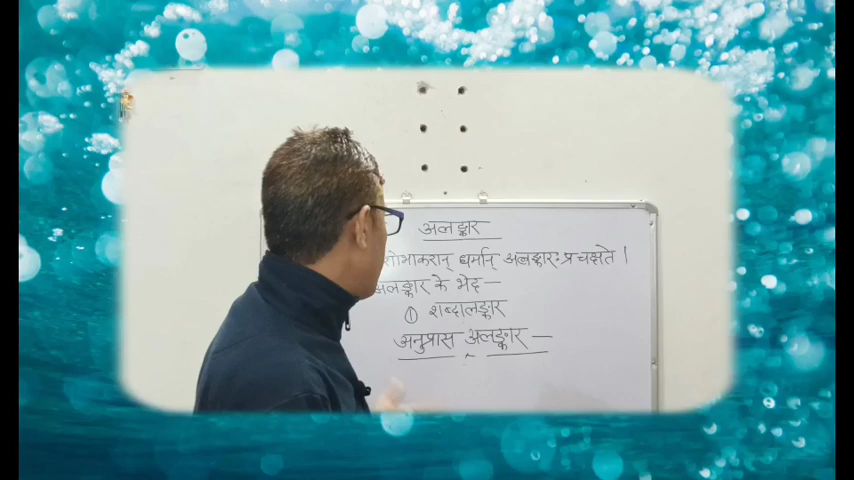 अलङ्कार
शोभाकरान् धर्मान् अलङ्कारः प्रचक्षते ।
अलङ्कार के भेद —
① शब्दालङ्कार
अनुप्रास अलङ्कार —